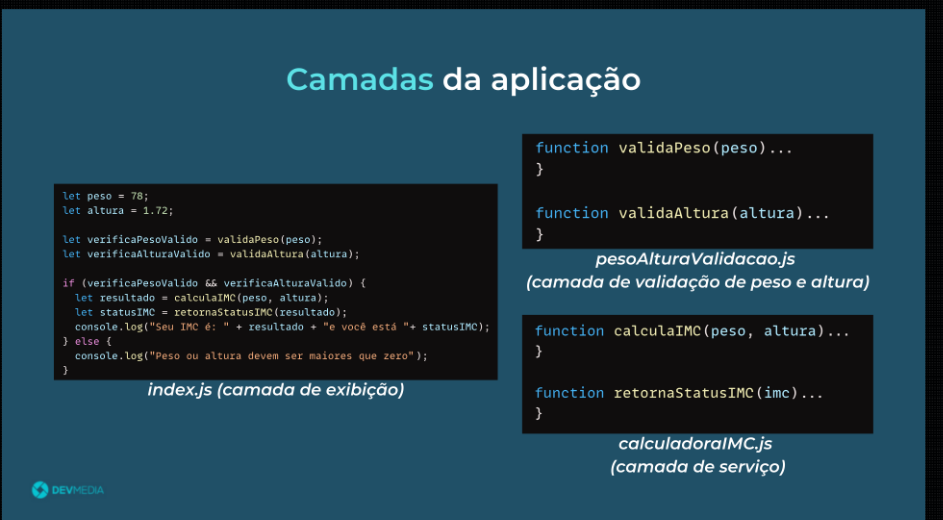 Camadas da aplicação
let peso = 78;
let altura = 1.72;
let verificaPesoValido = validaPeso(peso);
let verificaAlturaValido = validaAltura(altura);
if (verificaPesoValido && verificaAlturaValido) {
let resultado = calculaIMC(peso, altura);
let statusIMC = retornaStatusIMC(resultado);
console.log("Seu IMC é: " + resultado + "e você está "+ statusIMC);
} else {
console.log("Peso ou altura devem ser maiores que zero");
}
index.js (camada de exibição)
function validaPeso(peso)...
}
function validaAltura(altura)...
}
pesoAlturaValidacao.js
(camada de validação de peso e altura)
function calculaIMC(peso, altura)...
}
function retornaStatusIMC(imc)...
}
calculadoraIMC.js
(camada de serviço)
DEVMEDIA